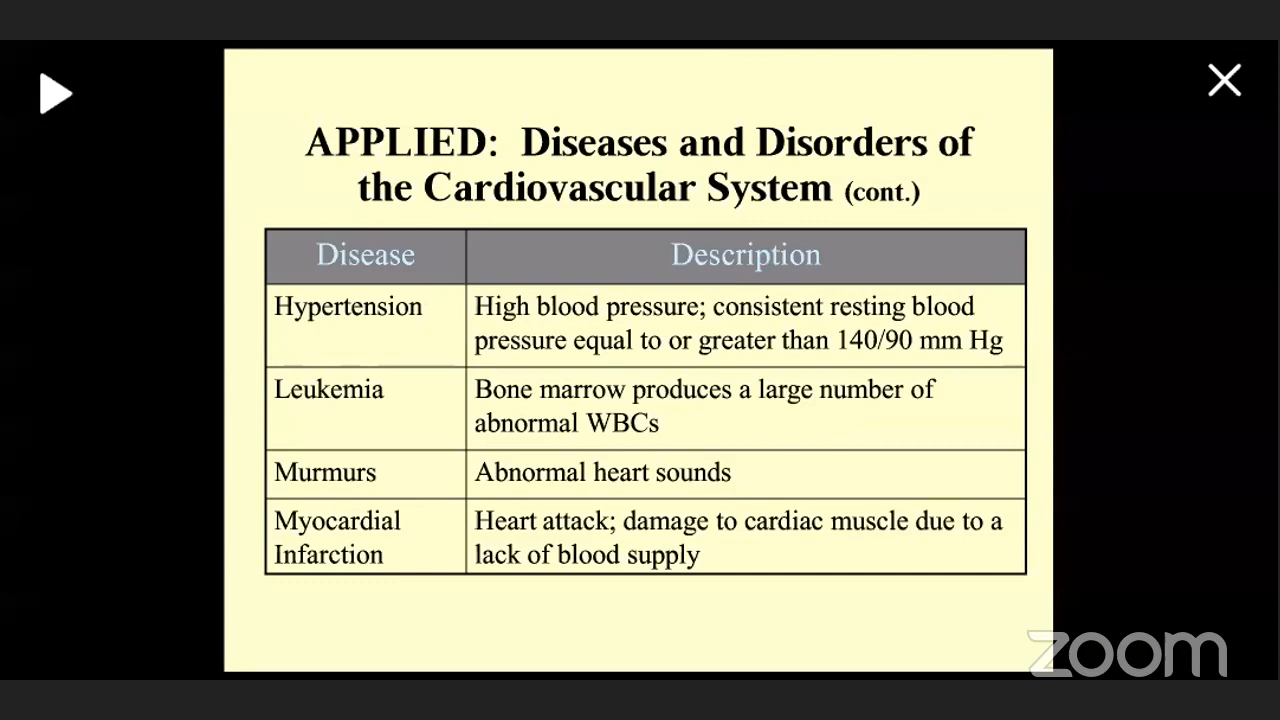 APPLIED: Diseases and Disorders of
the Cardiovascular System (cont.)
Disease
Description
Hypertension
High blood pressure; consistent resting blood
pressure equal to or greater than 140/90 mm Hg
Leukemia
Bone marrow produces a large number of
abnormal WBCs
Murmurs
Abnormal heart sounds
Myocardial
Infarction
Heart attack; damage to cardiac muscle due to a
lack of blood supply
zoom